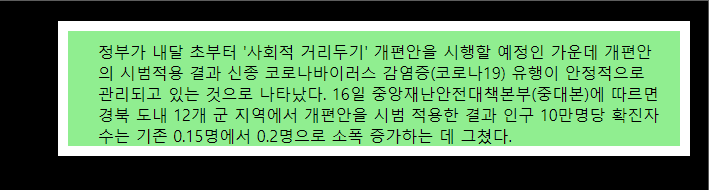 정부가 내달 초부터 '사회적 거리두기' 개편안을 시행할 예정인 가운데 개편안
의 시범적용 결과 신종 코로나바이러스 감염증(코로나19) 유행이 안정적으로
관리되고 있는 것으로 나타났다. 16일 중앙재난안전대책본부(중대본)에 따르면
경북 도내 12개 군 지역에서 개편안을 시범 적용한 결과 인구 10만명당 확진자
수는 기존 0.15명에서 0.2명으로 소폭 증가하는 데 그쳤다.